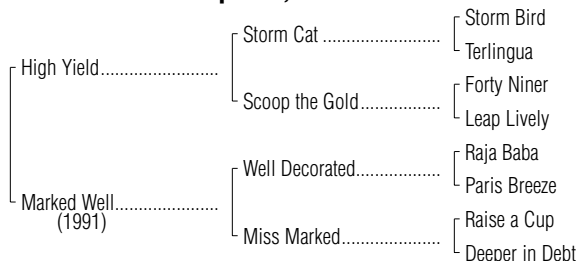 Storm Bird
Storm Cat ........................
Terlingua
High Yield........................
Forty Niner
Scoop the Gold................
Leap Lively
Raja Baba
Well Decorated.................
Paris Breeze
Marked Well.....................
(1991)
Raise a Cup
Miss Marked....................
Deeper in Debt